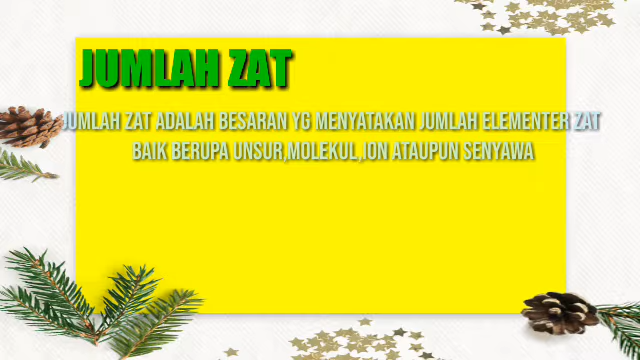 JUMLAH ZAT
JUMLAH ZAT ADALAH BESARAN YG MENYATAKAN JUMLAH ELEMENTER ZAT
BAIK BERUPA UNSUR,MOLEKUL,ION ATAUPUN SENYAWA